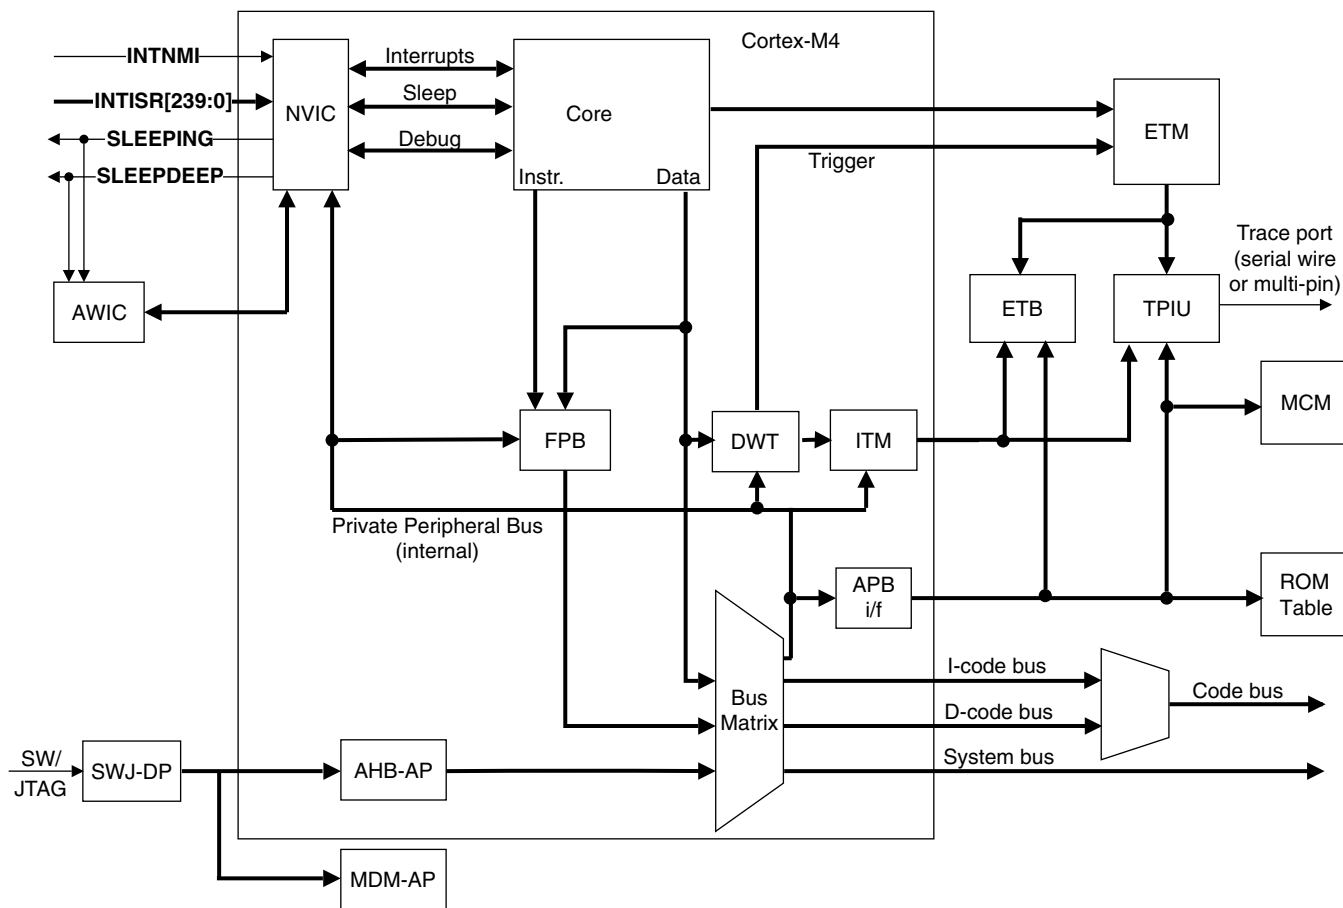 Cortex-M4
INTNMI
INTISR[239:0]
SLEEPING
SLEEPDEEP
NVIC
Interrupts
Sleep
Debug
Core
Instr.
Data
ETM
Trigger
Trace port
(serial wire
or multi-pin)
AWIC
ETB
TPIU
MCM
FPB
DWT
ITM
Private Peripheral Bus
(internal)
APB
i/f
ROM
Table
Bus
Matrix
I-code bus
D-code bus
Code bus
System bus
SW/
JTAG
SWJ-DP
AHB-AP
MDM-AP